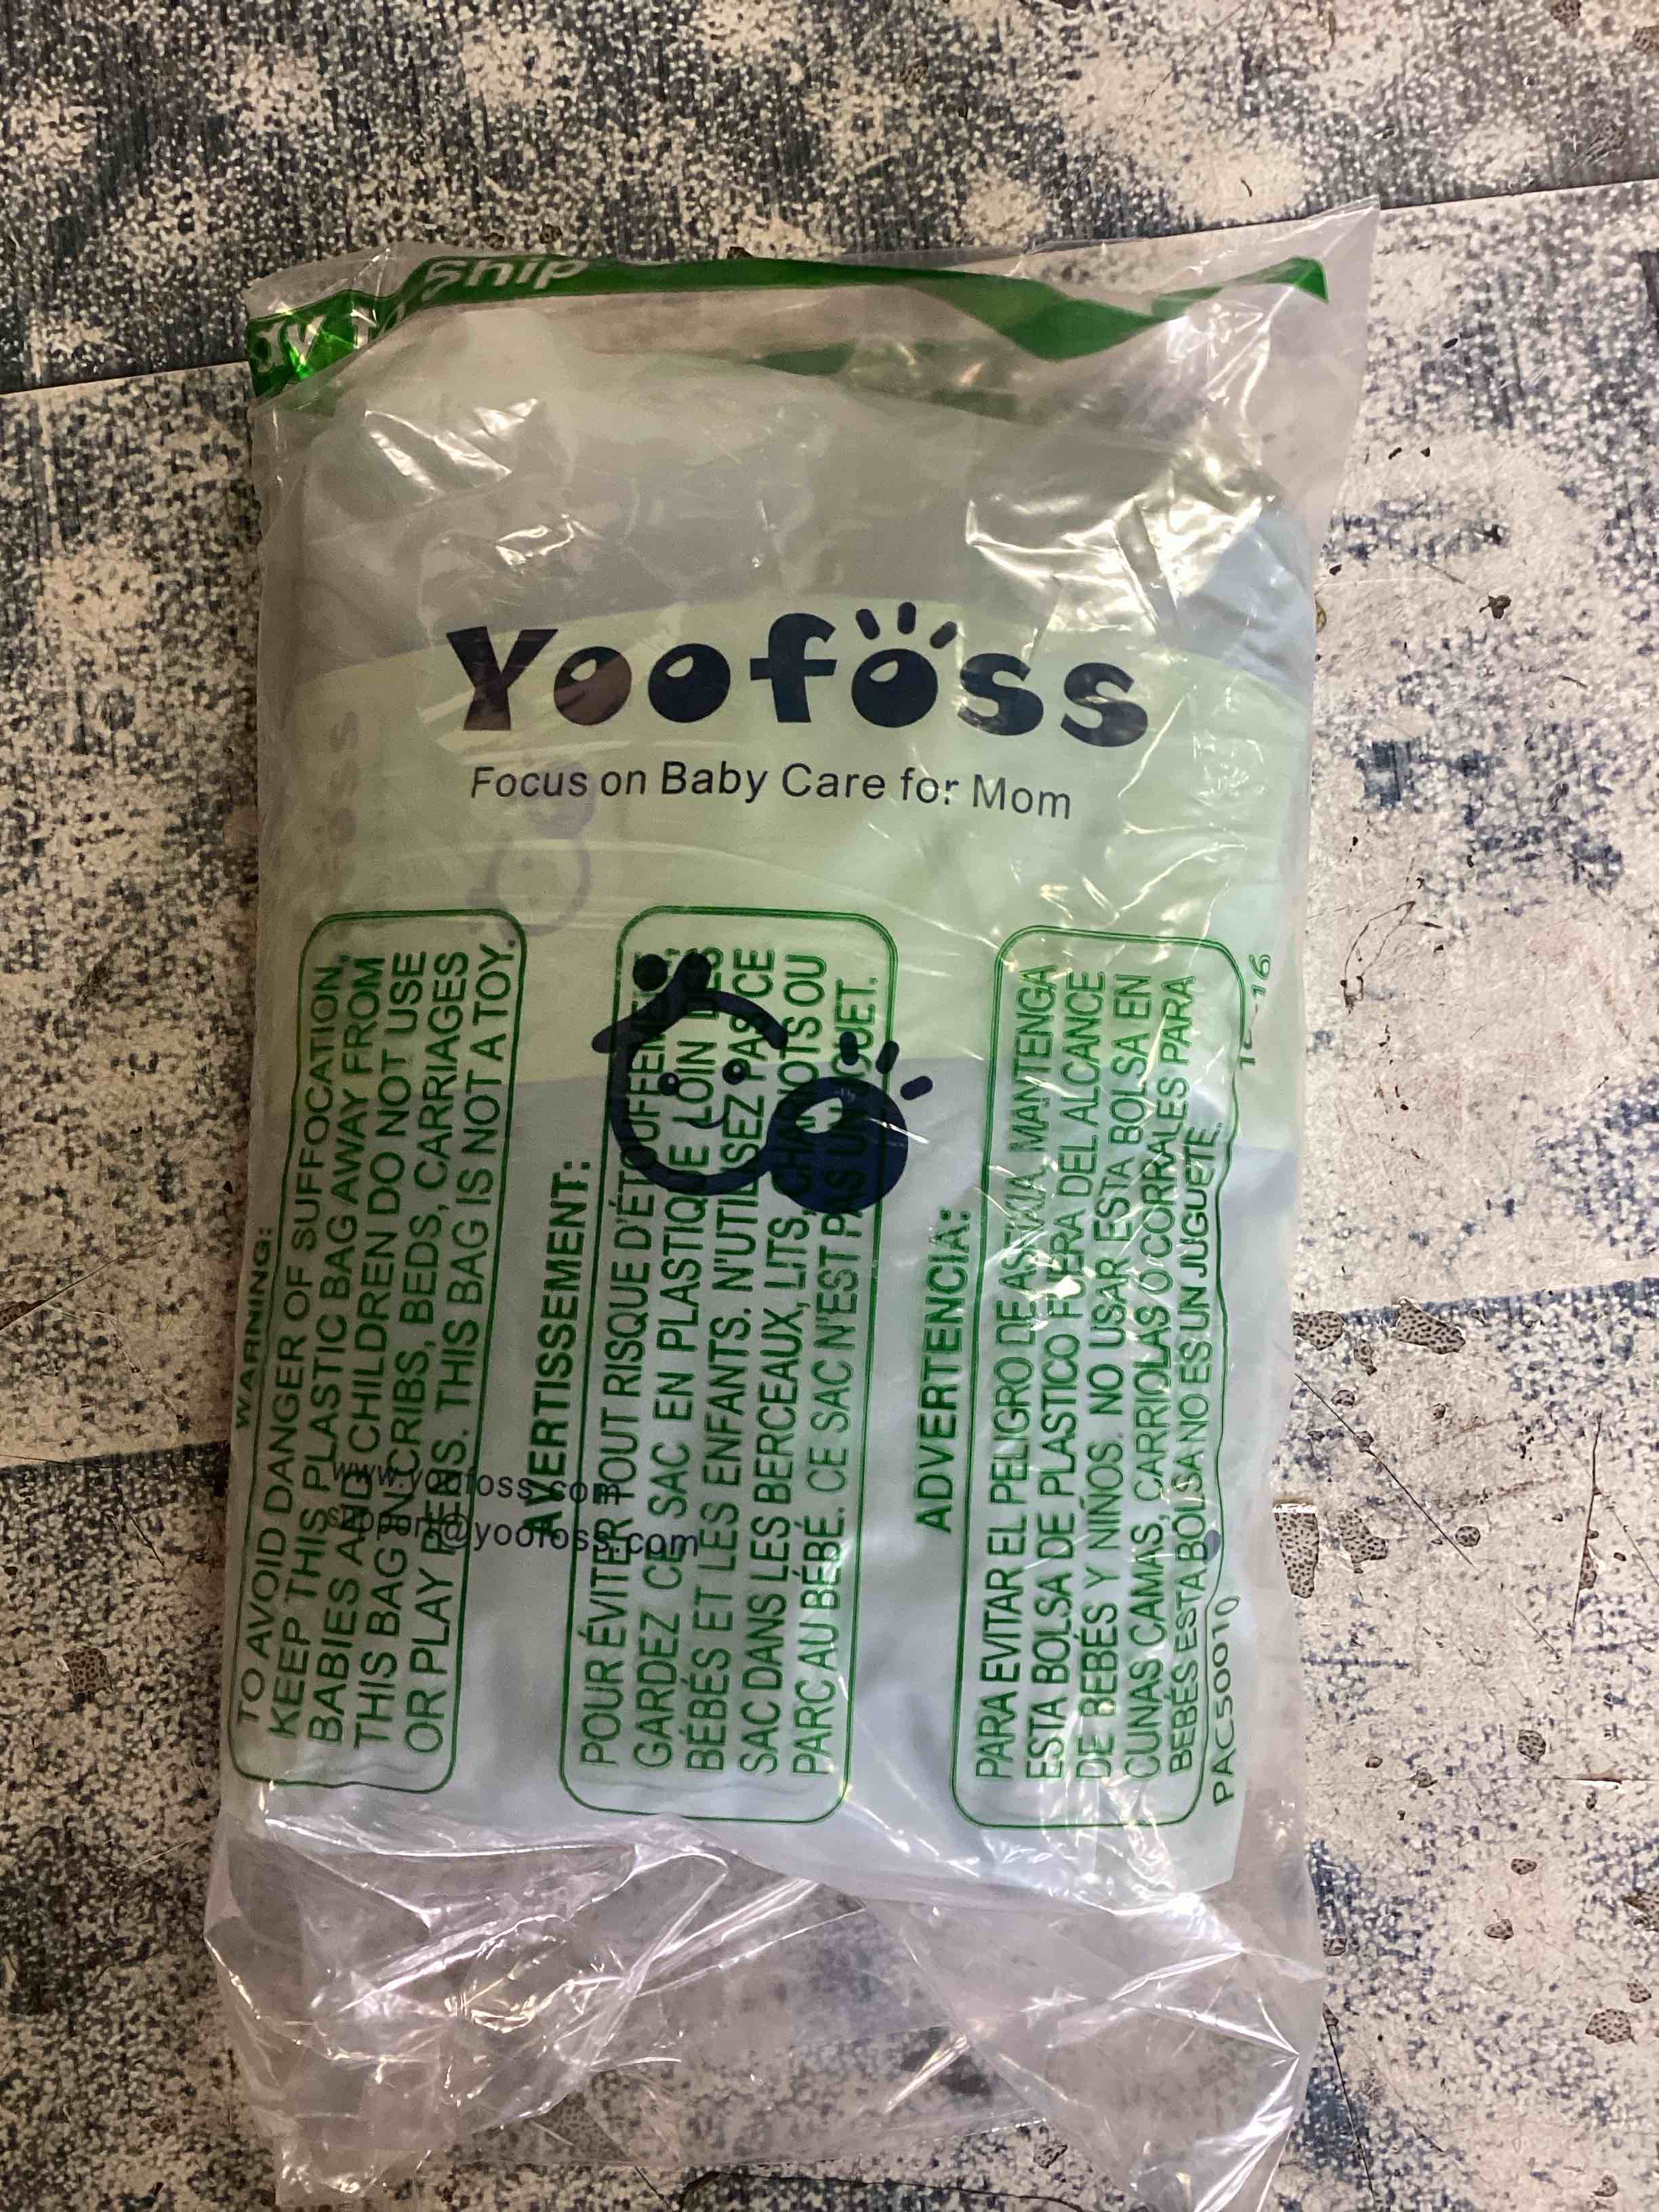 Ship
Yoofoss
Focus on Baby Care for Mom
WARNING:
TO AVOID DANGER OF SUFFOCATION,
KEEP THIS PLASTIC BAG AWAY FROM
BABIES AND CHILDREN DO NOT USE
THIS BAG IN CRIBS, BEDS, CARRIAGES
OR PLAY PENS. THIS BAG IS NOT A TOY.
AVERTISSEMENT:
POUR ÉVITER TOUT RISQUE D'ÉTOUFFEMENT,
GARDEZ CE SAC EN PLASTIQUE LOIN DES
BÉBÉS ET LES ENFANTS. N'UTILISEZ PAS CE
SAC DANS LES BERCEAUX, LITS, CHARIOTS OU
PARC AU BÉBÉ. CE SAC N'EST PAS UN JOUET.
ADVERTENCIA:
PARA EVITAR EL PELIGRO DE ASFIXIA, MANTENGA
ESTA BOLSA DE PLASTICO FUERA DEL ALCANCE
DE BEBÉS Y NIÑOS. NO USAR ESTA BOLSA EN
CUNAS CAMAS, CARRIOLAS O CORRALES PARA
BEBÉS ESTA BOLSA NO ES UN JUGUETE.
PAC50010
www.yoofoss.com
support@yoofoss.com